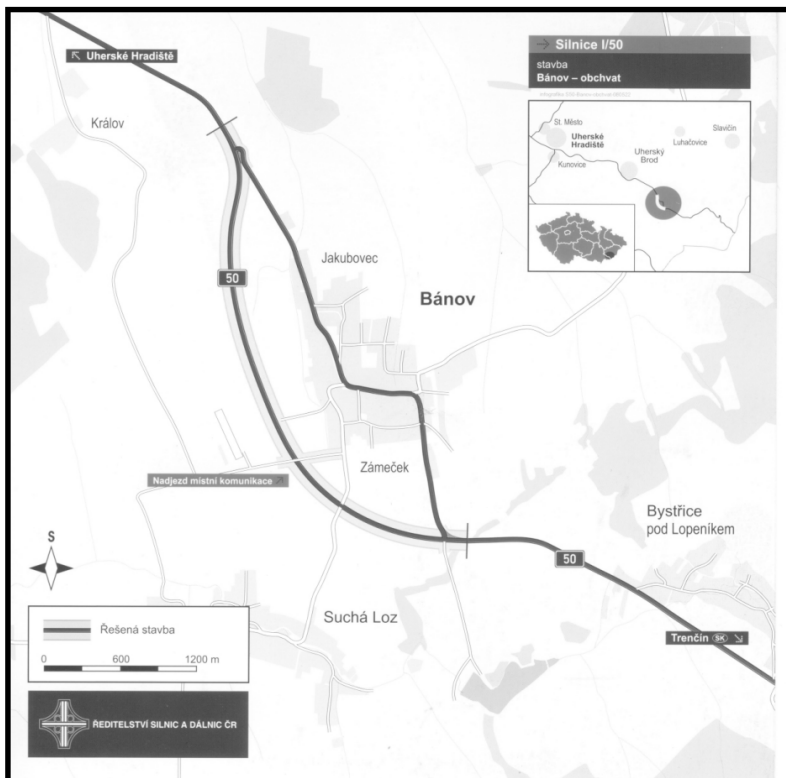 ↖ Uherské Hradiště
→ Silnice I/50
stavba
Bánov – obchvat
St. Město
Uherské
Hradiště
Kunovice
Uherský
Brod
Luhačovice
Slavičín
Králov
Jakubovec
50
Bánov
Zámeček
Nadjezd místní komunikace ↗
Bystřice
pod Lopeníkem
50
S
Suchá Loz
Trenčín SK ↘
Řešená stavba
0 600 1200 m
ŘEDITELSTVÍ SILNIC A DÁLNIC ČR